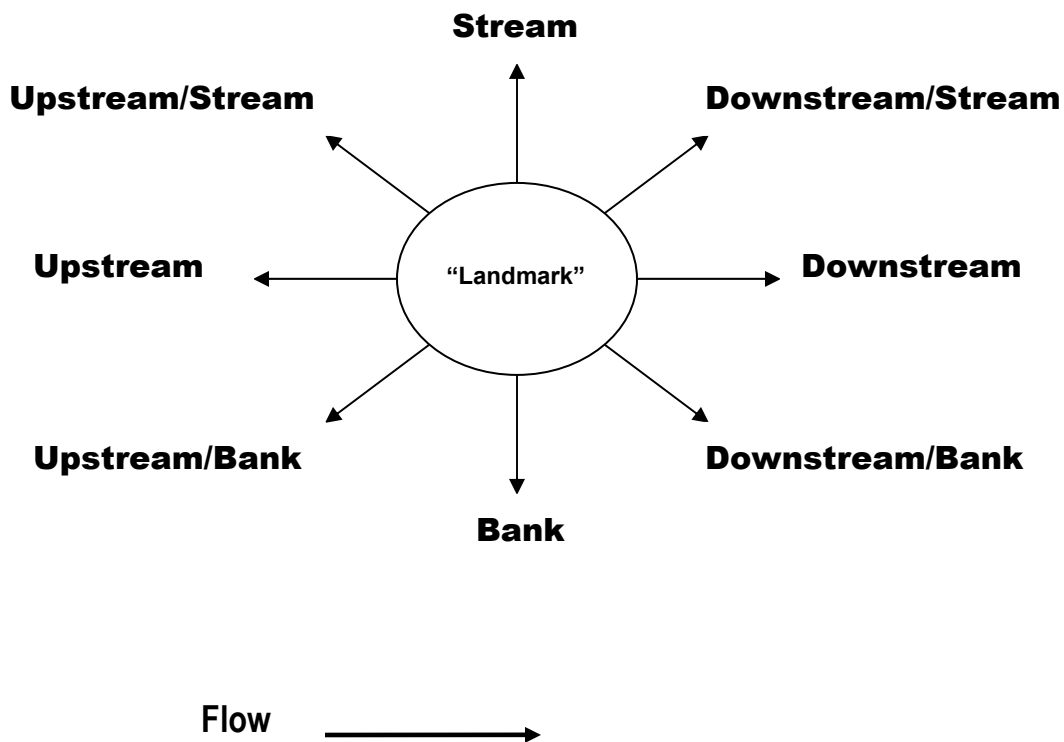 Stream
Upstream/Stream
Downstream/Stream
Upstream
“Landmark”
Downstream
Upstream/Bank
Downstream/Bank
Bank
Flow